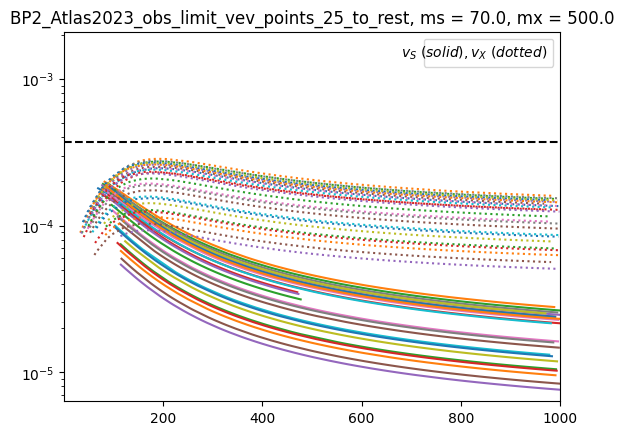 BP2_Atlas2023_obs_limit_vev_points_25_to_rest, ms = 70.0, mx = 500.0
v_S (solid), v_X (dotted)
10^{-3}
10^{-4}
10^{-5}
200 400 600 800 1000